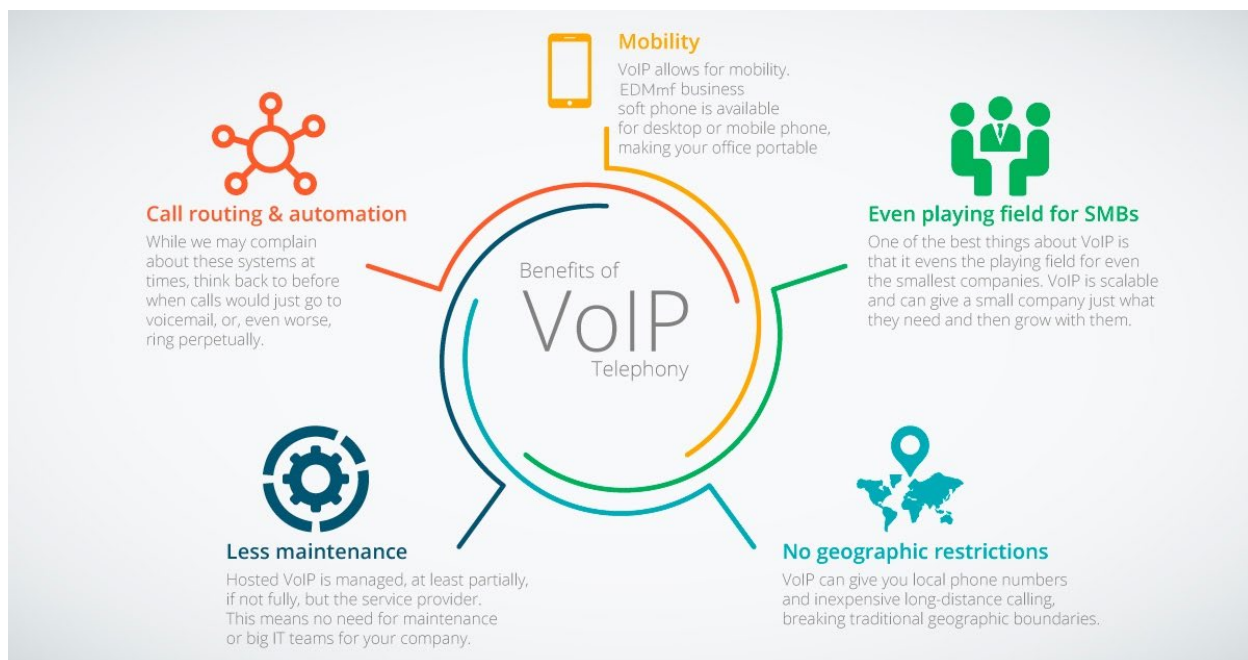 Mobility
VoIP allows for mobility.
EDMmf business
soft phone is available
for desktop or mobile phone,
making your office portable
Call routing & automation
While we may complain
about these systems at
times, think back to before
when calls would just go to
voicemail, or, even worse,
ring perpetually.
Even playing field for SMBs
One of the best things about VoIP is
that it evens the playing field for even
the smallest companies. VoIP is scalable
and can give a small company just what
they need and then grow with them.
Benefits of
VoIP
Telephony
Less maintenance
Hosted VoIP is managed, at least partially,
if not fully, but the service provider.
This means no need for maintenance
or big IT teams for your company.
No geographic restrictions
VoIP can give you local phone numbers
and inexpensive long-distance calling,
breaking traditional geographic boundaries.